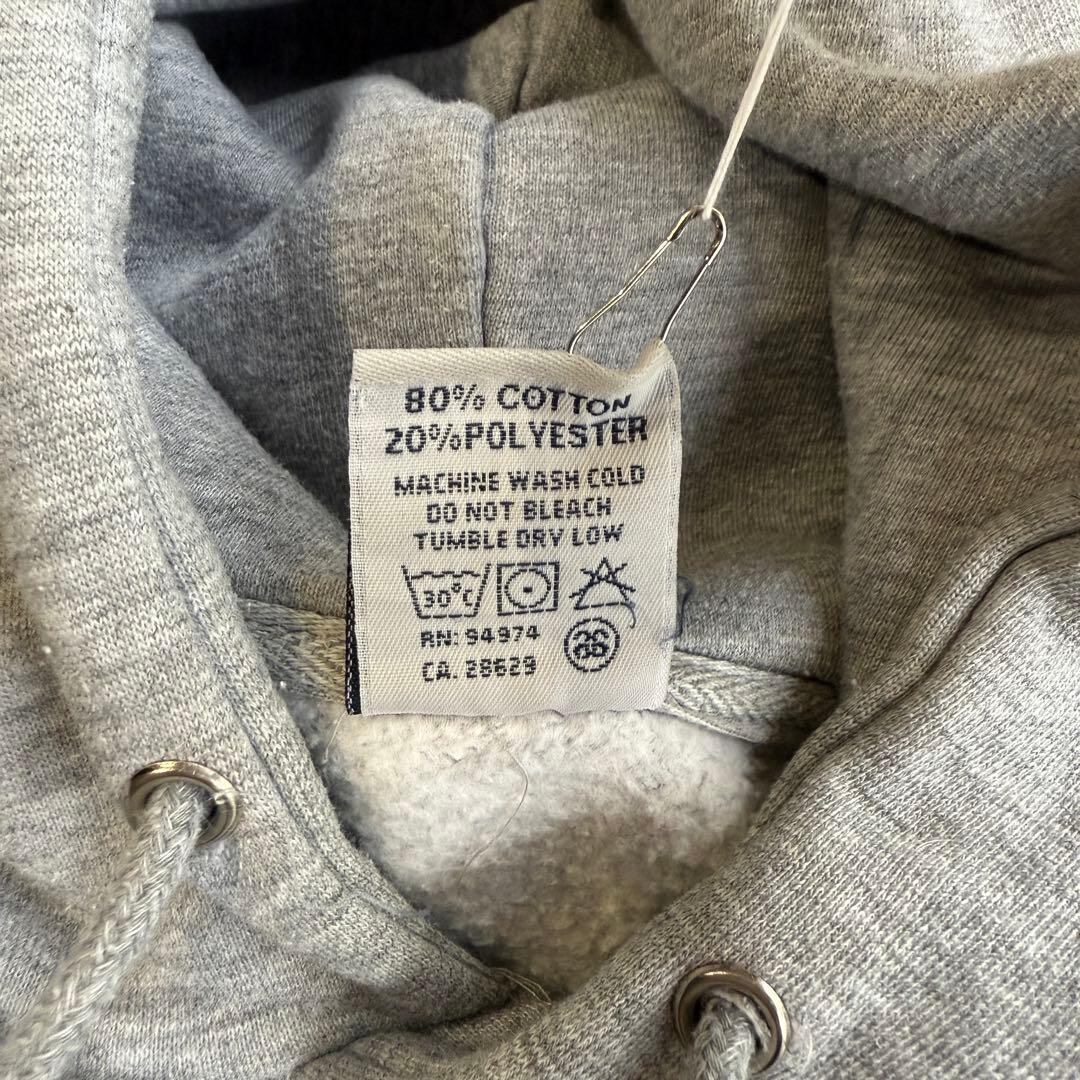 80% COTTON
20%POLYESTER
MACHINE WASH COLD
DO NOT BLEACH
TUMBLE DRY LOW
30°C
RN: 94974
CA. 28629